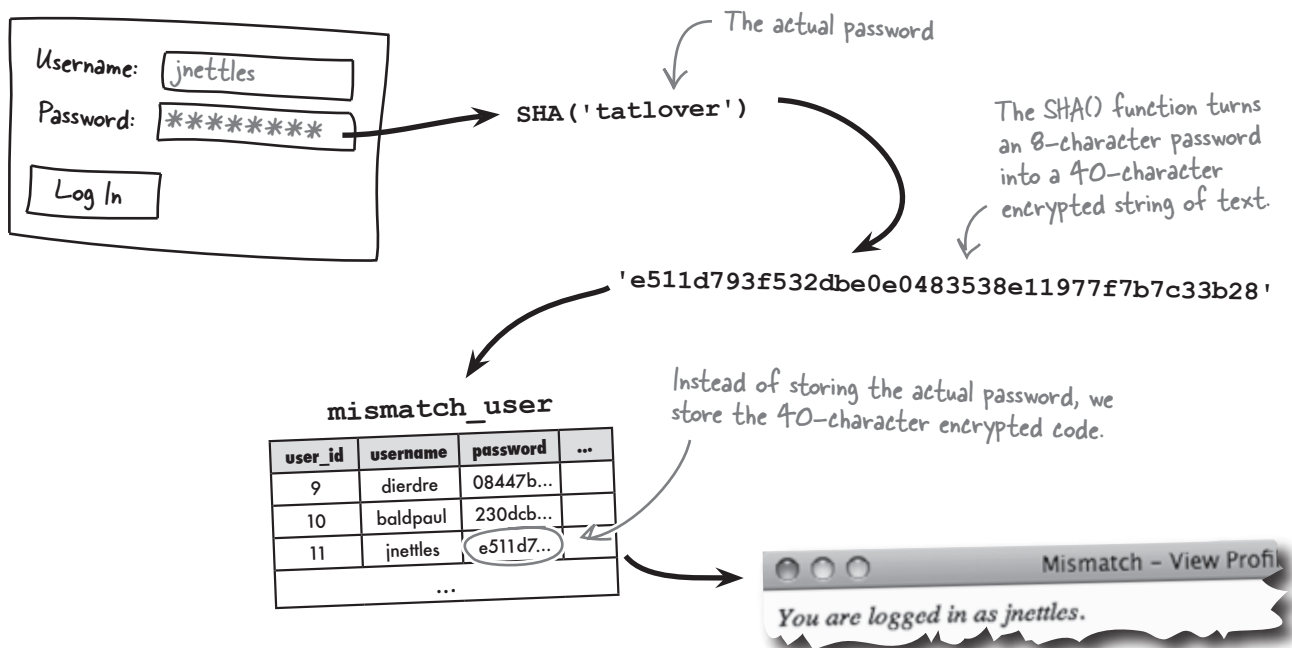 Username: jnettles
Password: ********
Log In
The actual password
SHA('tatlover')
The SHA() function turns
an 8-character password
into a 40-character
encrypted string of text.
'e511d793f532dbe0e0483538e11977f7b7c33b28'
mismatch_user
user_id username password ...
9 dierdre 08447b...
10 baldpaul 230dcb...
11 jnettles e511d7...
...
Instead of storing the actual password, we
store the 40-character encrypted code.
Mismatch - View Profi
You are logged in as jnettles.